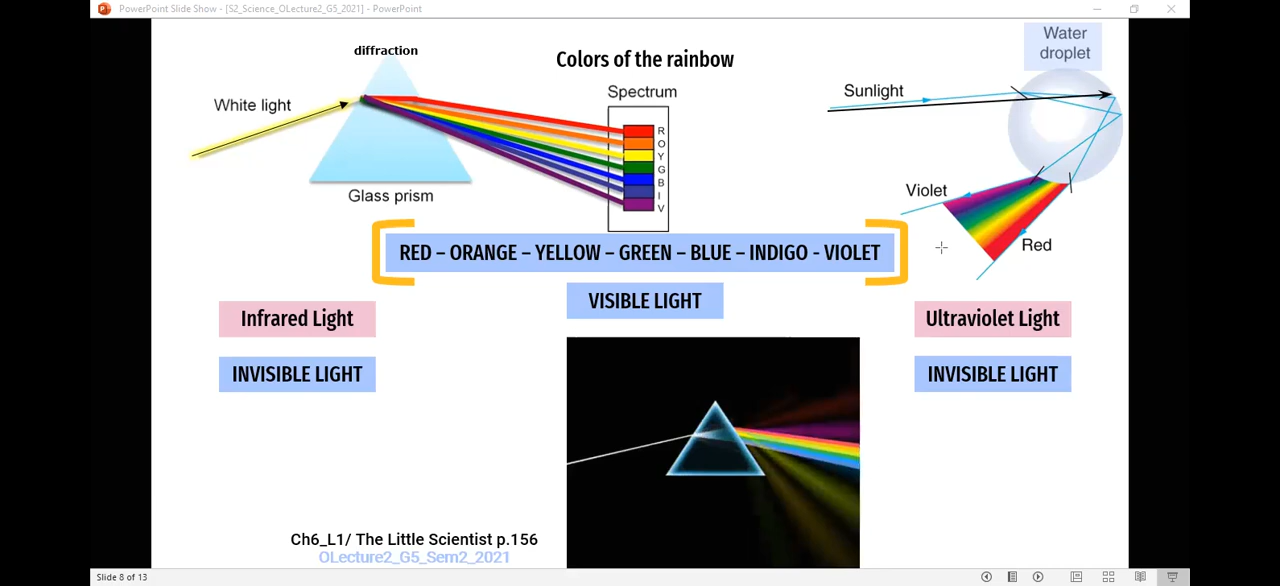 PowerPoint Slide Show - [S2_Science_OLecture2_G5_2021] - PowerPoint
diffraction
Colors of the rainbow
Water
droplet
White light
Spectrum
Sunlight
R
O
Y
G
B
I
V
Glass prism
Violet
Red
RED – ORANGE – YELLOW – GREEN – BLUE – INDIGO - VIOLET
VISIBLE LIGHT
Infrared Light
Ultraviolet Light
INVISIBLE LIGHT
INVISIBLE LIGHT
Ch6_L1/ The Little Scientist p.156
OLecture2_G5_Sem2_2021
Slide 8 of 13